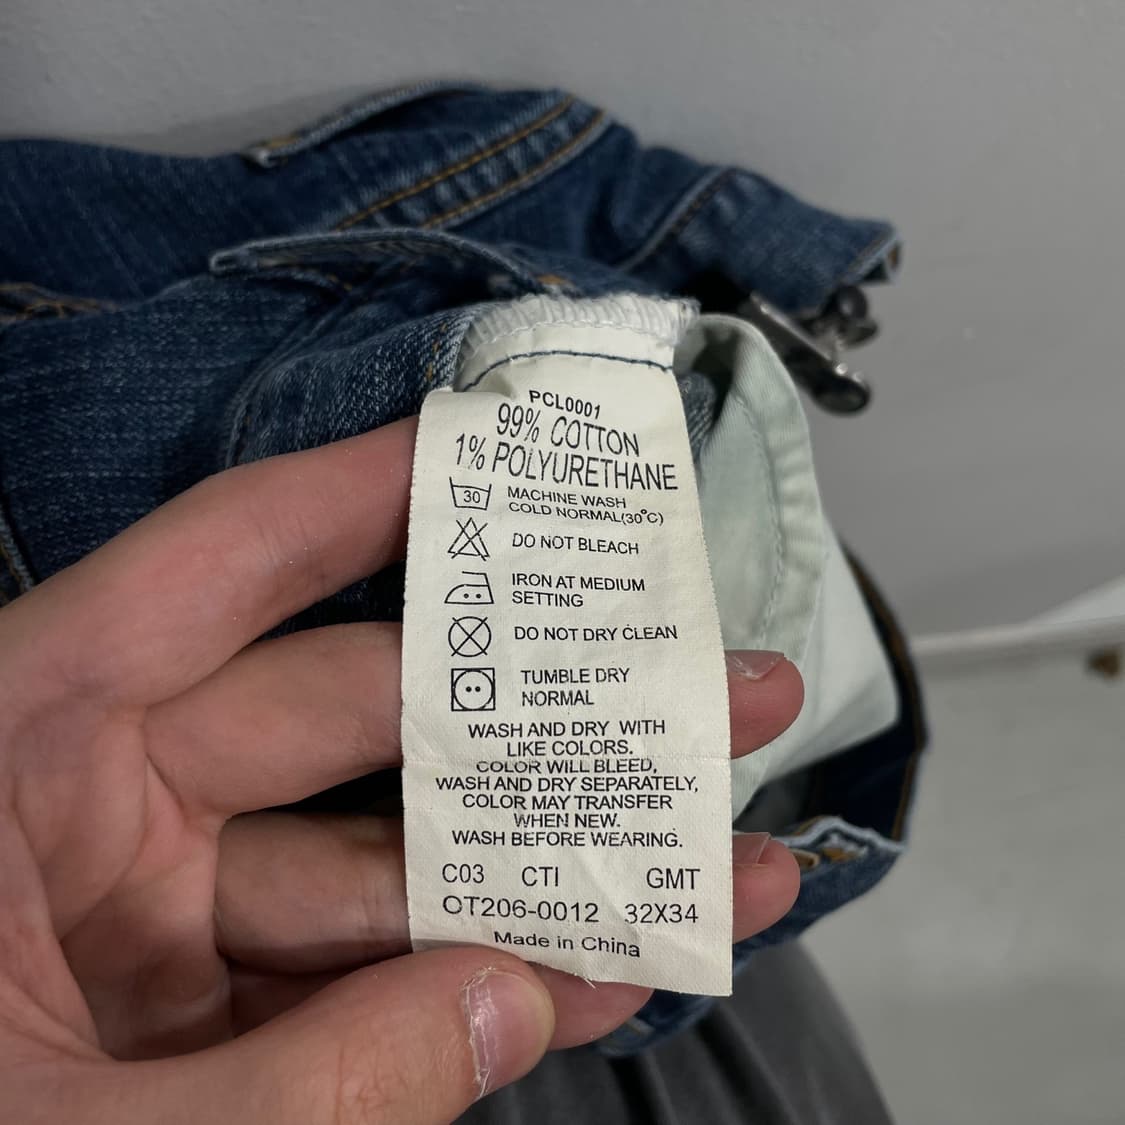 PCL0001
99% COTTON
1% POLYURETHANE
30 MACHINE WASH
COLD NORMAL(30°C)
DO NOT BLEACH
IRON AT MEDIUM
SETTING
DO NOT DRY CLEAN
TUMBLE DRY
NORMAL
WASH AND DRY WITH
LIKE COLORS.
COLOR WILL BLEED,
WASH AND DRY SEPARATELY,
COLOR MAY TRANSFER
WHEN NEW.
WASH BEFORE WEARING.
C03 CTI GMT
OT206-0012 32X34
Made in China